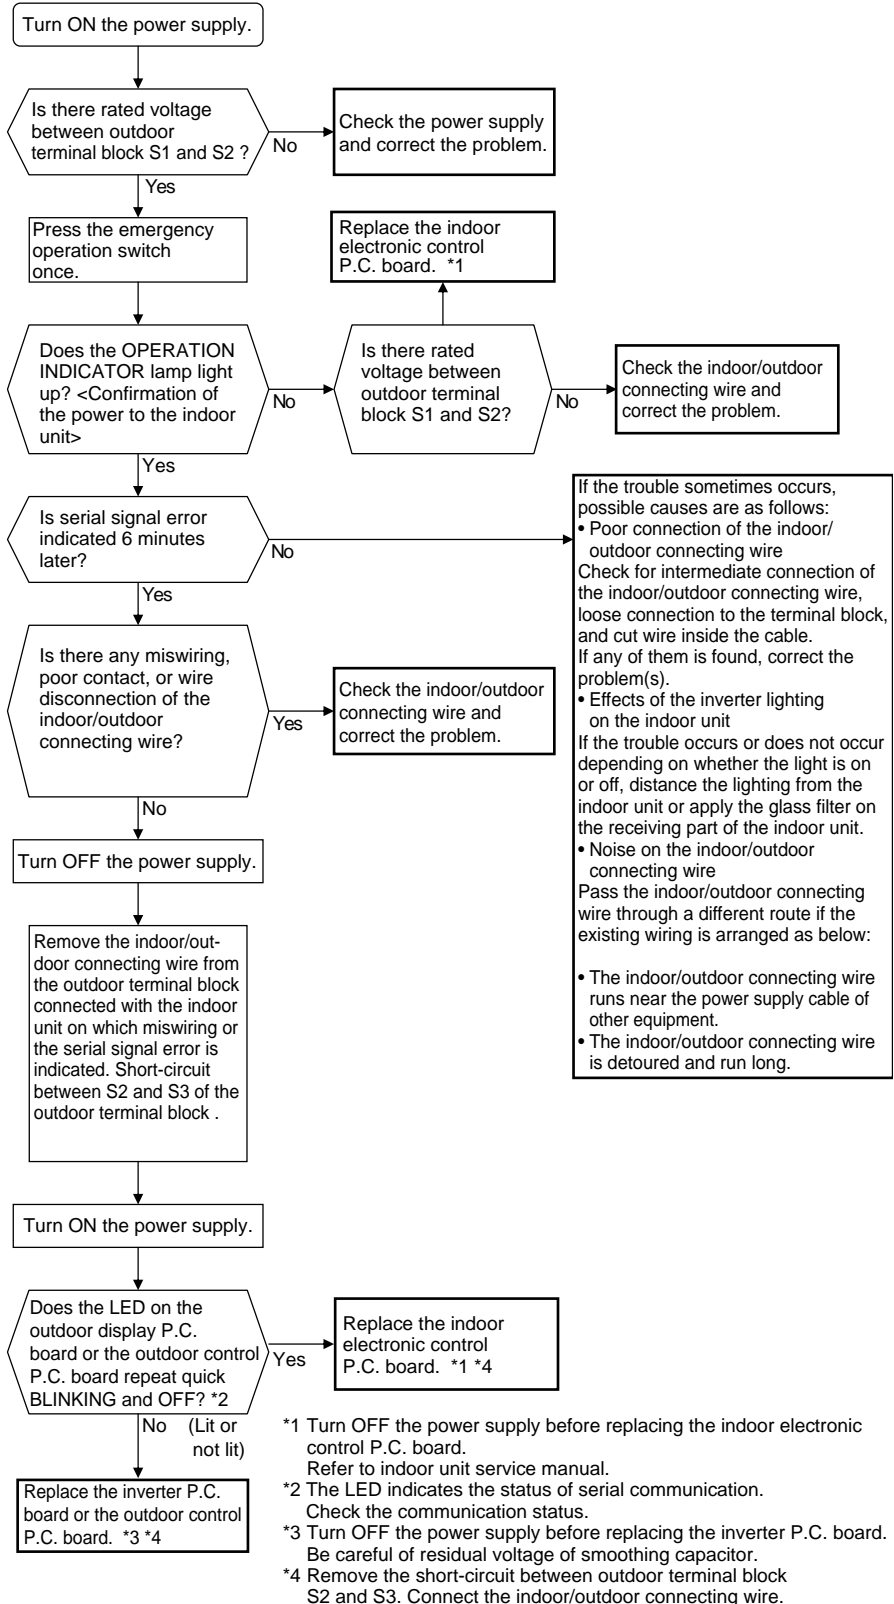 Turn ON the power supply.
Is there rated voltage
between outdoor
terminal block S1 and S2 ?
No
Check the power supply
and correct the problem.
Yes
Press the emergency
operation switch
once.
Replace the indoor
electronic control
P.C. board. *1
Does the OPERATION
INDICATOR lamp light
up? <Confirmation of
the power to the indoor
unit>
No
Is there rated
voltage between
outdoor terminal
block S1 and S2?
No
Check the indoor/outdoor
connecting wire and
correct the problem.
Yes
Is serial signal error
indicated 6 minutes
later?
No
If the trouble sometimes occurs,
possible causes are as follows:
• Poor connection of the indoor/
outdoor connecting wire
Check for intermediate connection of
the indoor/outdoor connecting wire,
loose connection to the terminal block,
and cut wire inside the cable.
If any of them is found, correct the
problem(s).
• Effects of the inverter lighting
on the indoor unit
If the trouble occurs or does not occur
depending on whether the light is on
or off, distance the lighting from the
indoor unit or apply the glass filter on
the receiving part of the indoor unit.
• Noise on the indoor/outdoor
connecting wire
Pass the indoor/outdoor connecting
wire through a different route if the
existing wiring is arranged as below:
• The indoor/outdoor connecting wire
runs near the power supply cable of
other equipment.
• The indoor/outdoor connecting wire
is detoured and run long.
Yes
Is there any miswiring,
poor contact, or wire
disconnection of the
indoor/outdoor
connecting wire?
Yes
Check the indoor/outdoor
connecting wire and
correct the problem.
No
Turn OFF the power supply.
Remove the indoor/out-
door connecting wire from
the outdoor terminal block
connected with the indoor
unit on which miswiring or
the serial signal error is
indicated. Short-circuit
between S2 and S3 of the
outdoor terminal block .
Turn ON the power supply.
Does the LED on the
outdoor display P.C.
board or the outdoor control
P.C. board repeat quick
BLINKING and OFF? *2
Yes
Replace the indoor
electronic control
P.C. board. *1 *4
No (Lit or
not lit)
Replace the inverter P.C.
board or the outdoor control
P.C. board. *3 *4
*1 Turn OFF the power supply before replacing the indoor electronic
control P.C. board.
Refer to indoor unit service manual.
*2 The LED indicates the status of serial communication.
Check the communication status.
*3 Turn OFF the power supply before replacing the inverter P.C. board.
Be careful of residual voltage of smoothing capacitor.
*4 Remove the short-circuit between outdoor terminal block
S2 and S3. Connect the indoor/outdoor connecting wire.